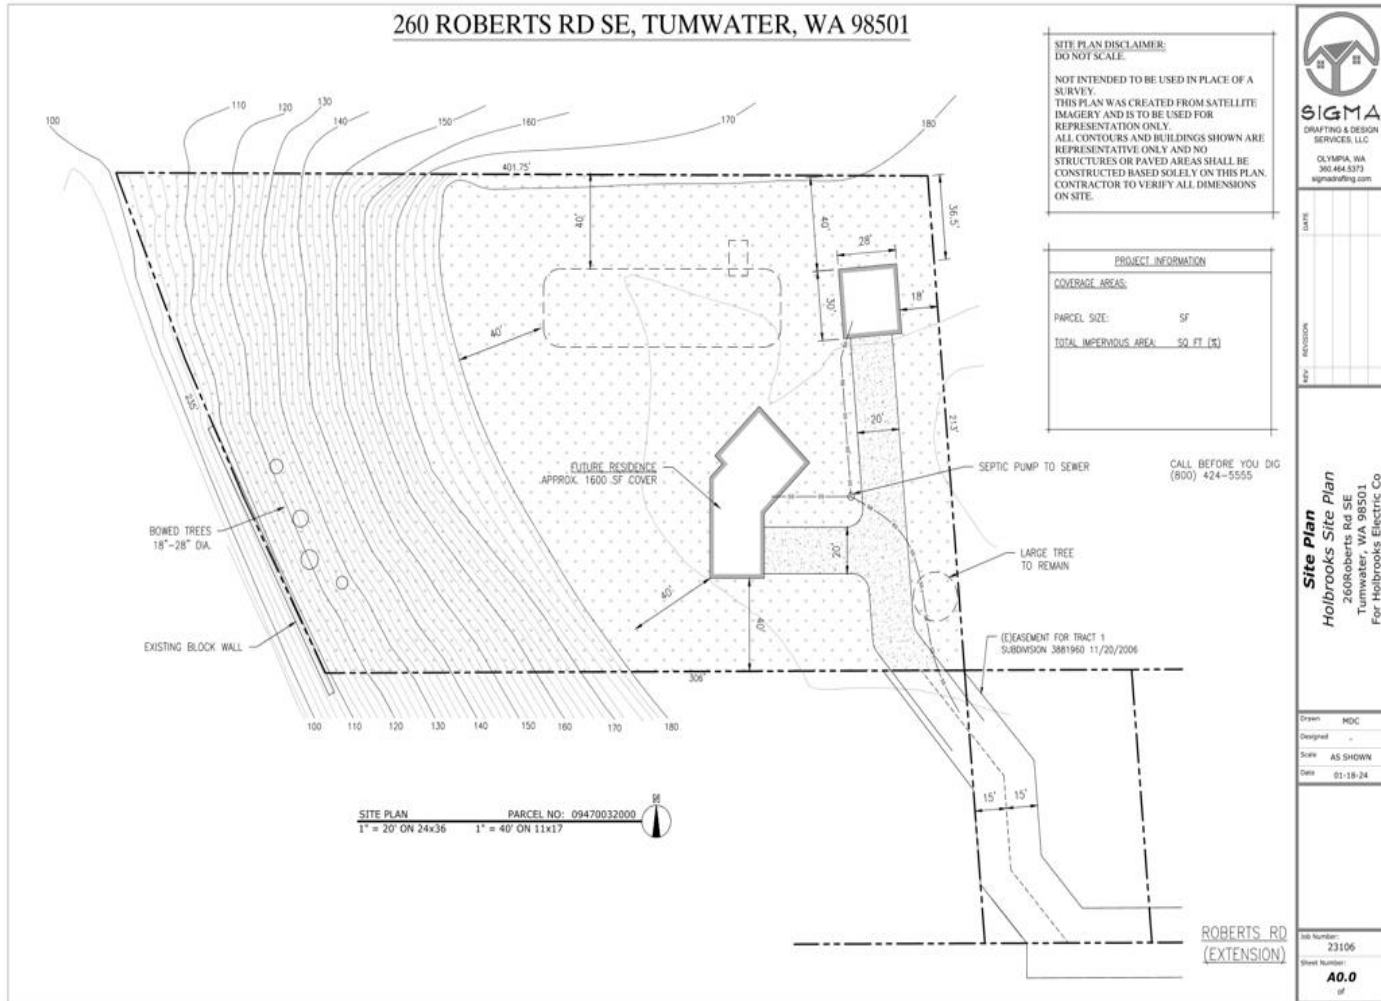 260 ROBERTS RD SE, TUMWATER, WA 98501
SITE PLAN DISCLAIMER:
DO NOT SCALE.
NOT INTENDED TO BE USED IN PLACE OF A
SURVEY.
THIS PLAN WAS CREATED FROM SATELLITE
IMAGERY AND IS TO BE USED FOR
REPRESENTATION ONLY.
ALL CONTOURS AND BUILDINGS SHOWN ARE
REPRESENTATIVE ONLY AND NO
STRUCTURES OR PAVED AREAS SHALL BE
CONSTRUCTED BASED SOLELY ON THIS PLAN.
CONTRACTOR TO VERIFY ALL DIMENSIONS
ON SITE.
PROJECT INFORMATION
COVERAGE AREAS:
PARCEL SIZE: SF
TOTAL IMPERVIOUS AREA: SQ FT (%)
CALL BEFORE YOU DIG
(800) 424-5555
100
110
120
130
140
150
160
170
180
401.75'
40'
40'
36.5'
28'
30'
18'
40'
235'
213'
20'
FUTURE RESIDENCE
APPROX. 1600 SF COVER
SEPTIC PUMP TO SEWER
BOWED TREES
18"-28" DIA.
20'
LARGE TREE
TO REMAIN
40'
40'
EXISTING BLOCK WALL
(E)EASEMENT FOR TRACT 1
SUBDIVISION 3881960 11/20/2006
306'
100
110
120
130
140
150
160
170
180
15'
15'
SITE PLAN PARCEL NO: 09470032000
1" = 20' ON 24x36 1" = 40' ON 11x17
ROBERTS RD
(EXTENSION)
SIGMA
DRAFTING & DESIGN
SERVICES, LLC
OLYMPIA, WA
360.464.5373
sigmadrafting.com
DATE
REVISION
REV
Site Plan
Holbrooks Site Plan
260Roberts Rd SE
Tumwater, WA 98501
For Holbrooks Electric Co
Drawn MDC
Designed -
Scale AS SHOWN
Date 01-18-24
Job Number:
23106
Sheet Number:
A0.0
of